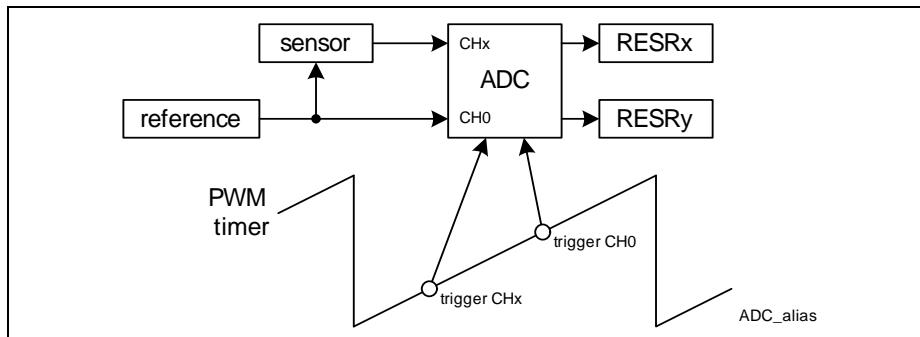 sensor
CHx
RESRx
ADC
reference
CH0
RESRy
PWM
timer
trigger CH0
trigger CHx
ADC_alias